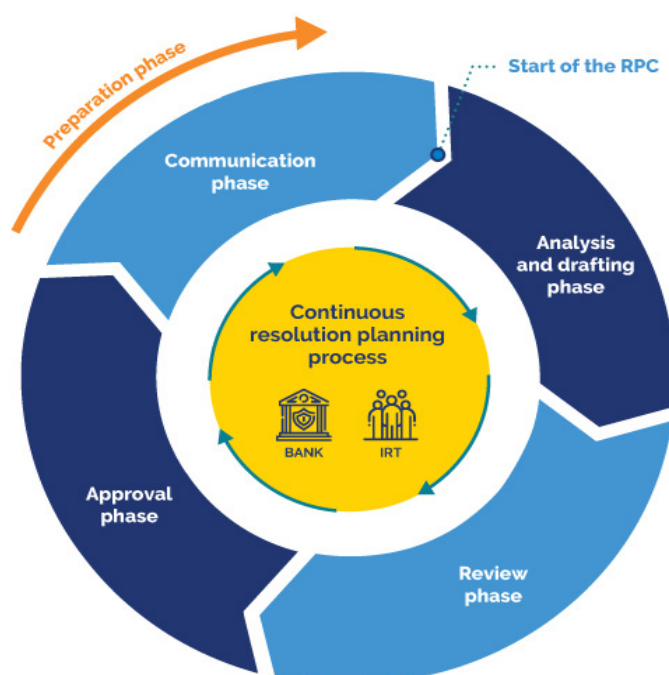 Preparation phase
Start of the RPC
Communication
phase
Analysis
and drafting
phase
Continuous
resolution planning
process
BANK
IRT
Approval
phase
Review
phase